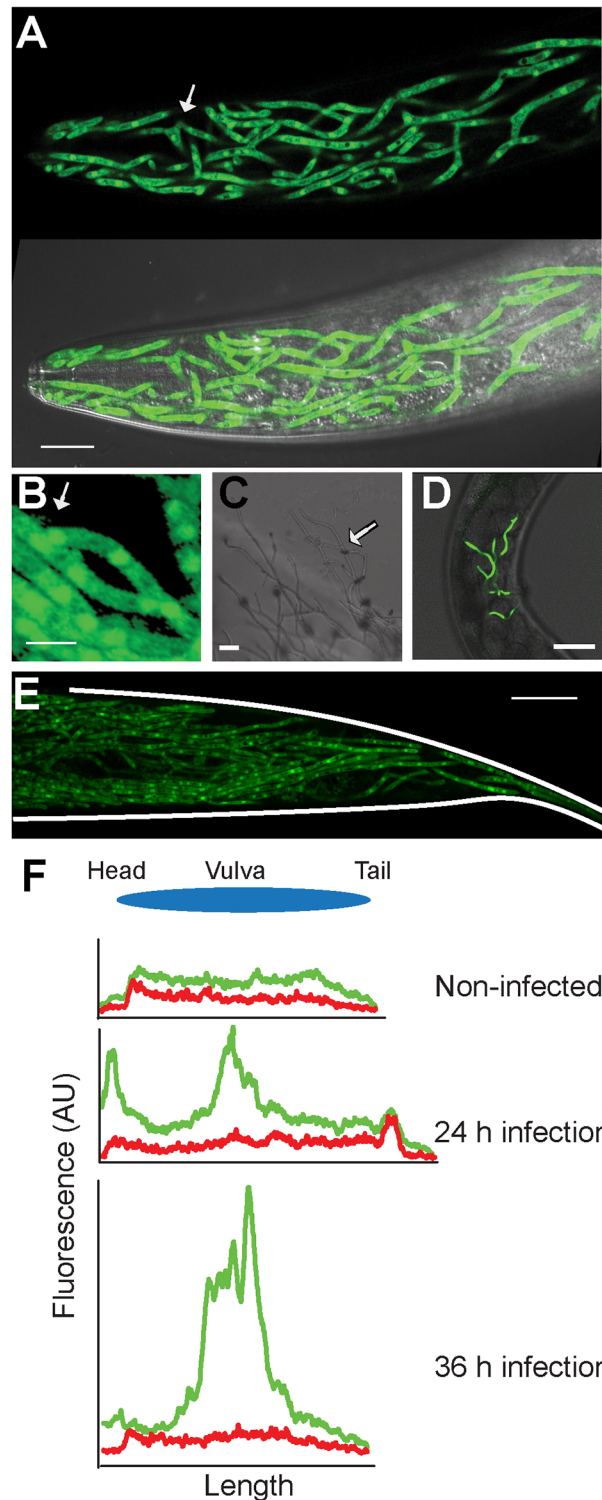 A
B
C
D
E
F
Head Vulva Tail
Non-infected
24 h infection
36 h infection
Fluorescence (AU)
Length